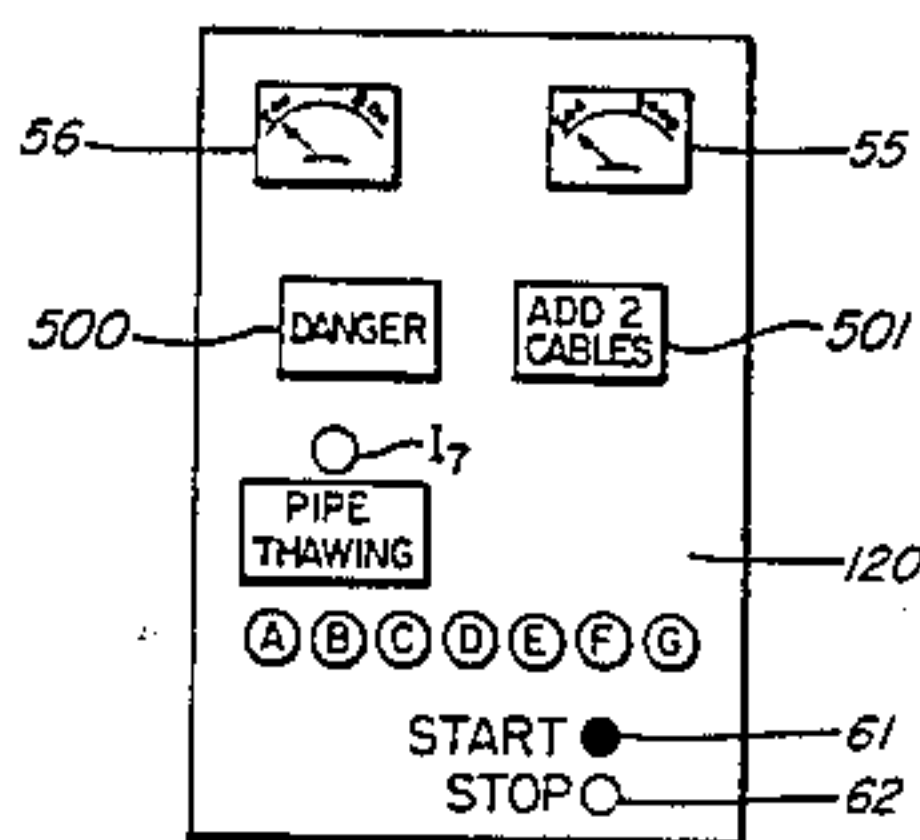 56
55
500
DANGER
ADD 2
CABLES
501
I7
PIPE
THAWING
120
A B C D E F G
START
61
STOP
62